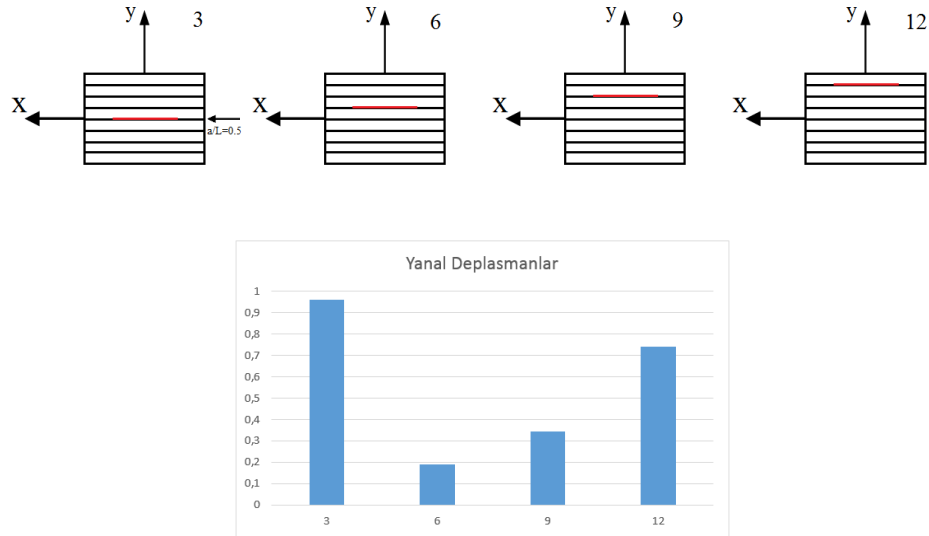 y 3
y 6
y 9
y 12
X
a/L=0.5
X
X
X
Yanal Deplasmanlar
1
0,9
0,8
0,7
0,6
0,5
0,4
0,3
0,2
0,1
0
3 6 9 12